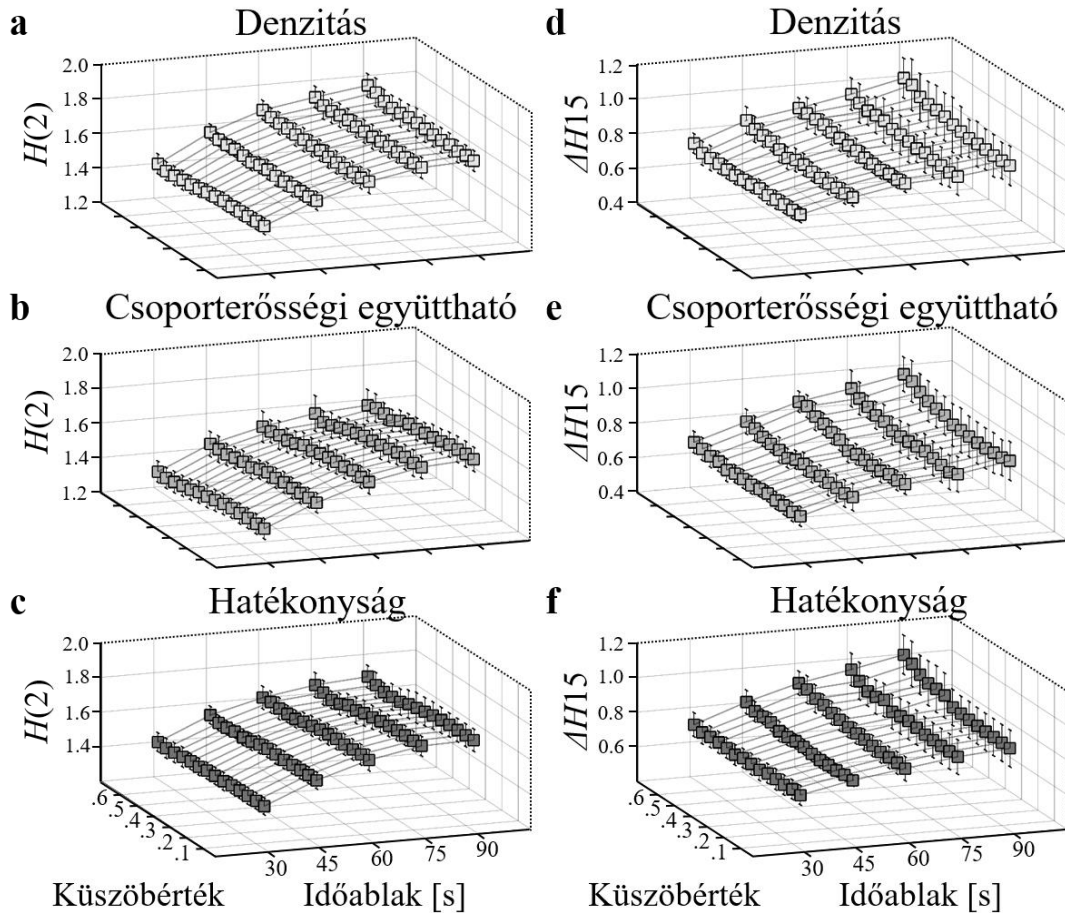 a
Denzitás
2.0
1.8
1.6
1.4
1.2
H(2)
d
Denzitás
1.2
1.0
0.8
0.6
0.4
ΔH15
b
Csoporterősségi együttható
2.0
1.8
1.6
1.4
1.2
H(2)
e
Csoporterősségi együttható
1.2
1.0
0.8
0.6
0.4
ΔH15
c
Hatékonyság
2.0
1.8
1.6
1.4
H(2)
.6
.5
.4
.3
.2
.1
30
45
60
75
90
Küszöbérték
Időablak [s]
f
Hatékonyság
1.2
1.0
0.8
0.6
ΔH15
.6
.5
.4
.3
.2
.1
30
45
60
75
90
Küszöbérték
Időablak [s]